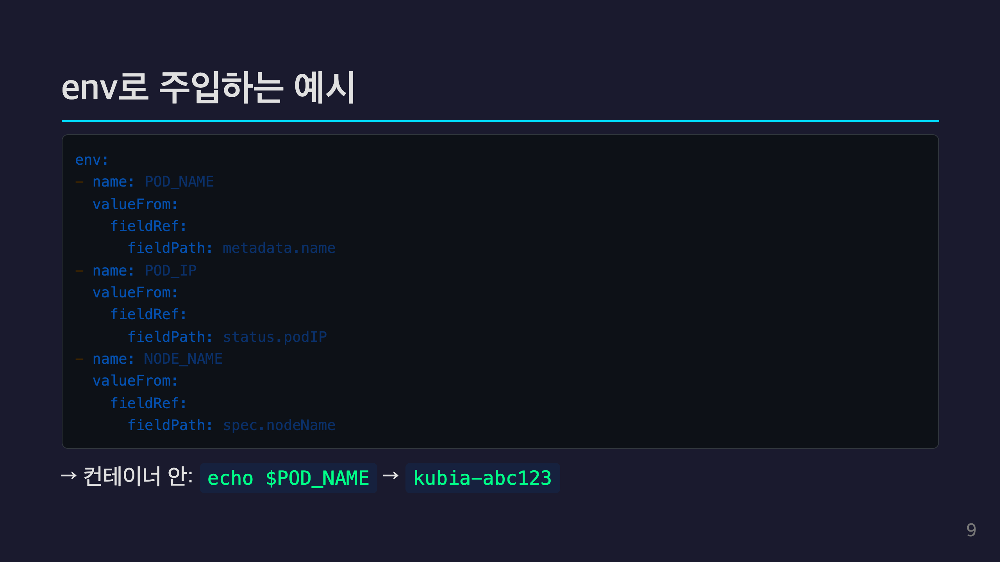 env로 주입하는 예시
env:
- name: POD_NAME
  valueFrom:
    fieldRef:
      fieldPath: metadata.name
- name: POD_IP
  valueFrom:
    fieldRef:
      fieldPath: status.podIP
- name: NODE_NAME
  valueFrom:
    fieldRef:
      fieldPath: spec.nodeName
→ 컨테이너 안: echo $POD_NAME → kubia-abc123
9